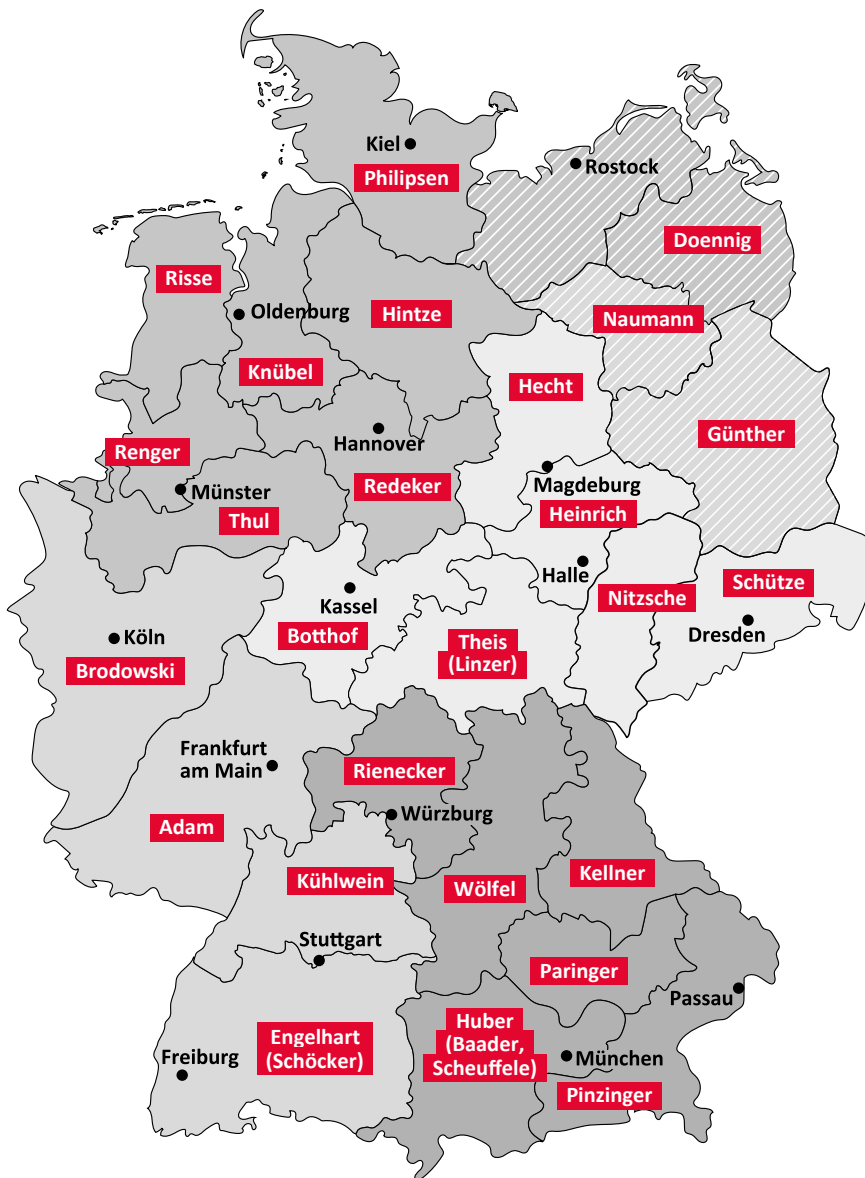 Kiel
Philipsen
Rostock
Doennig
Risse
Oldenburg
Hintze
Naumann
Knübel
Hecht
Hannover
Günther
Renger
Münster
Redeker
Magdeburg
Thul
Heinrich
Halle
Kassel
Nitzsche
Schütze
Köln
Botthof
Theis
(Linzer)
Dresden
Brodowski
Frankfurt
am Main
Rienecker
Adam
Würzburg
Kühlwein
Wölfel
Kellner
Stuttgart
Paringer
Passau
Engelhart
(Schöcker)
Huber
(Baader,
Scheuffele)
Freiburg
München
Pinzinger